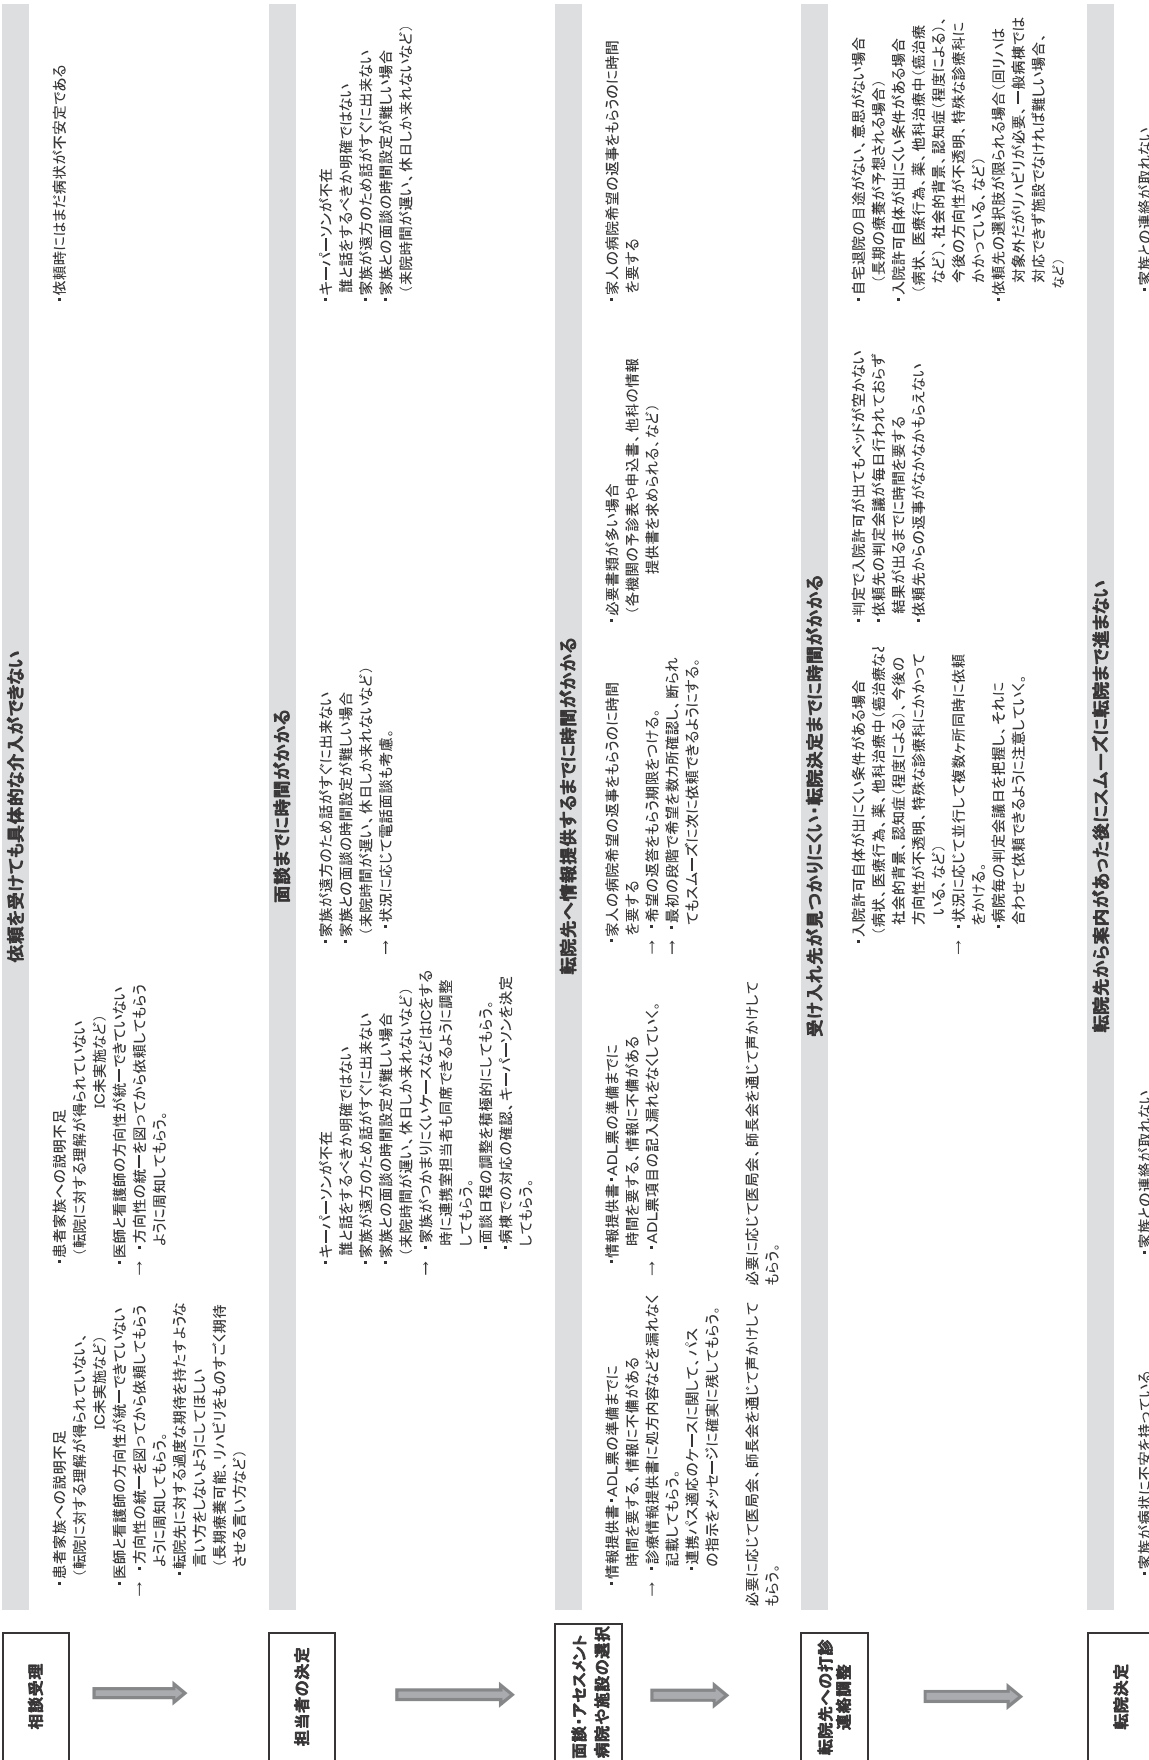 相談受理
依頼を受けても具体的な介入ができない
・患者家族への説明不足
（転院に対する理解が得られていない、
IC未実施など）
・医師と看護師の方向性が統一できていない
→ ・方向性の統一を図ってから依頼してもらう
ように周知してもらう。
・転院先に対する過度な期待を持たすような
言い方をしないようにしてほしい
（長期療養可能、リハビリをものすごく期待
させる言い方など）
・患者家族への説明不足
（転院に対する理解が得られていない
IC未実施など）
・医師と看護師の方向性が統一できていない
→ ・方向性の統一を図ってから依頼してもらう
ように周知してもらう。
・依頼時にはまだ病状が不安定である
担当者の決定
面談までに時間がかかる
・キーパーソンが不在
誰と話をするべきか明確ではない
・家族が遠方のため話がすぐに出来ない
・家族との面談の時間設定が難しい場合
（来院時間が遅い、休日しか来れないなど）
→ ・家族がつかまりにくいケースなどはICをする
時に連携室担当者も同席できるように調整
してもらう。
・面談日程の調整を積極的にしてもらう。
・病棟での対応の確認、キーパーソンを決定
してもらう。
・家族が遠方のため話がすぐに出来ない
・家族との面談の時間設定が難しい場合
（来院時間が遅い、休日しか来れないなど）
→ ・状況に応じて電話面談も考慮。
・キーパーソンが不在
誰と話をするべきか明確ではない
・家族が遠方のため話がすぐに出来ない
・家族との面談の時間設定が難しい場合
（来院時間が遅い、休日しか来れないなど）
面談・アセスメント
病院や施設の選択
転院先へ情報提供するまでに時間がかかる
・情報提供書・ADL票の準備までに
時間を要する、情報に不備がある
→ ・診療情報提供書に処方内容などを漏れなく
記載してもらう。
・連携パス適応のケースに関して、パス
の指示をメッセージに確実に残してもらう。
必要に応じて医局会、師長会を通じて声かけして
もらう。
・情報提供書・ADL票の準備までに
時間を要する、情報に不備がある
→ ・ADL票項目の記入漏れをなくしていく。
必要に応じて医局会、師長会を通じて声かけして
もらう。
・家人の病院希望の返事をもらうのに時間
を要する
→ ・希望の返答をもらう期限をつける。
→ ・最初の段階で希望を数カ所確認し、断られ
てもスムーズに次に依頼できるようにする。
・必要書類が多い場合
（各機関の予診表や申込書、他科の情報
提供書を求められる、など）
・家人の病院希望の返事をもらうのに時間
を要する
転院先への打診
連絡調整
受け入れ先が見つかりにくい・転院決定までに時間がかかる
・入院許可自体が出にくい条件がある場合
（病状、医療行為、薬、他科治療中（癌治療など
社会的背景、認知症（程度による）、今後の
方向性が不透明、特殊な診療科にかかって
いる、など）
→ ・状況に応じて並行して複数ヶ所同時に依頼
をかける。
・病院毎の判定会議日を把握し、それに
合わせて依頼できるように注意していく。
・判定で入院許可が出てもベッドが空かない
・依頼先の判定会議が毎日行われておらず
結果が出るまでに時間を要する
・依頼先からの返事がなかなかもらえない
・自宅退院の目途がない、意思がない場合
（長期の療養が予想される場合）
・入院許可自体が出にくい条件がある場合
（病状、医療行為、薬、他科治療中（癌治療
など）、社会的背景、認知症（程度による）、
今後の方向性が不透明、特殊な診療科に
かかっている、など）
・依頼先の選択肢が限られる場合（回リハは
対象外だがリハビリが必要、一般病棟では
対応できず施設でなければ難しい場合、
など）
転院決定
転院先から案内があった後にスムーズに転院まで進まない
・家族が病状に不安を持っている
・家族との連絡が取れない
・家族との連絡が取れない